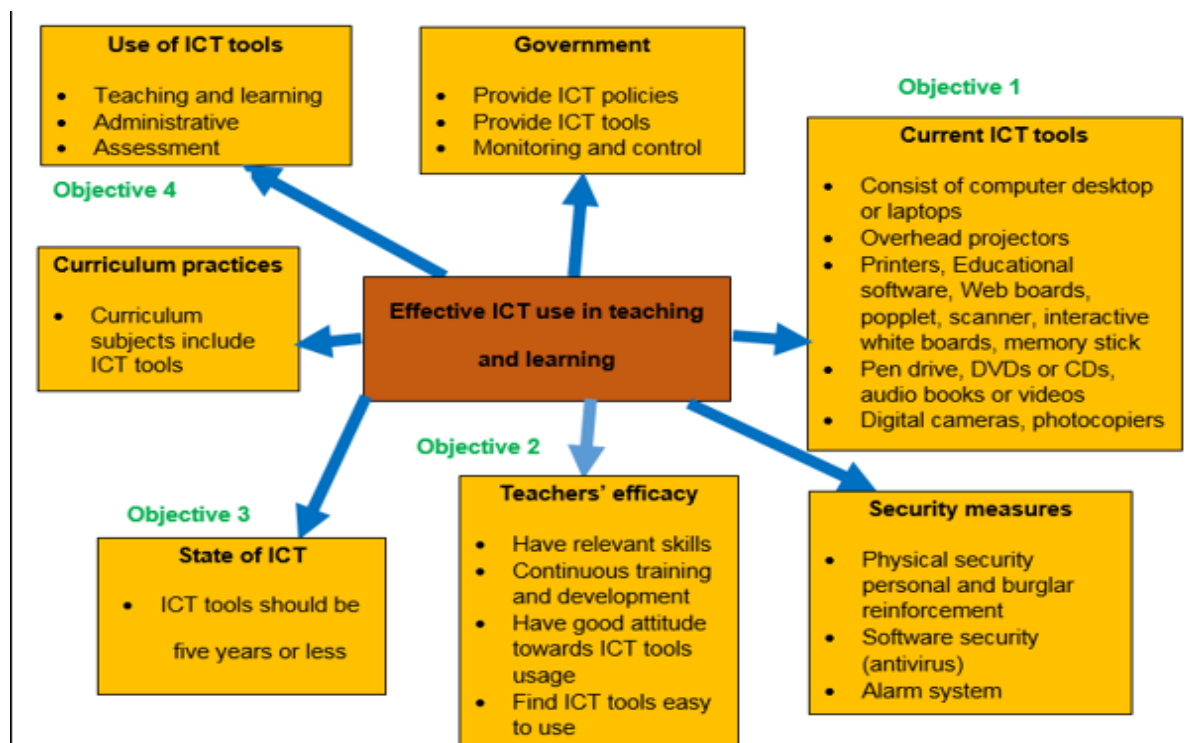 Use of ICT tools
• Teaching and learning
• Administrative
• Assessment
Objective 4
Government
• Provide ICT policies
• Provide ICT tools
• Monitoring and control
Objective 1
Current ICT tools
• Consist of computer desktop
or laptops
• Overhead projectors
• Printers, Educational
software, Web boards,
popplet, scanner, interactive
white boards, memory stick
• Pen drive, DVDs or CDs,
audio books or videos
• Digital cameras, photocopiers
Curriculum practices
• Curriculum
subjects include
ICT tools
Effective ICT use in teaching
and learning
Objective 3
State of ICT
• ICT tools should be
five years or less
Objective 2
Teachers’ efficacy
• Have relevant skills
• Continuous training
and development
• Have good attitude
towards ICT tools
usage
• Find ICT tools easy
to use
Security measures
• Physical security
personal and burglar
reinforcement
• Software security
(antivirus)
• Alarm system